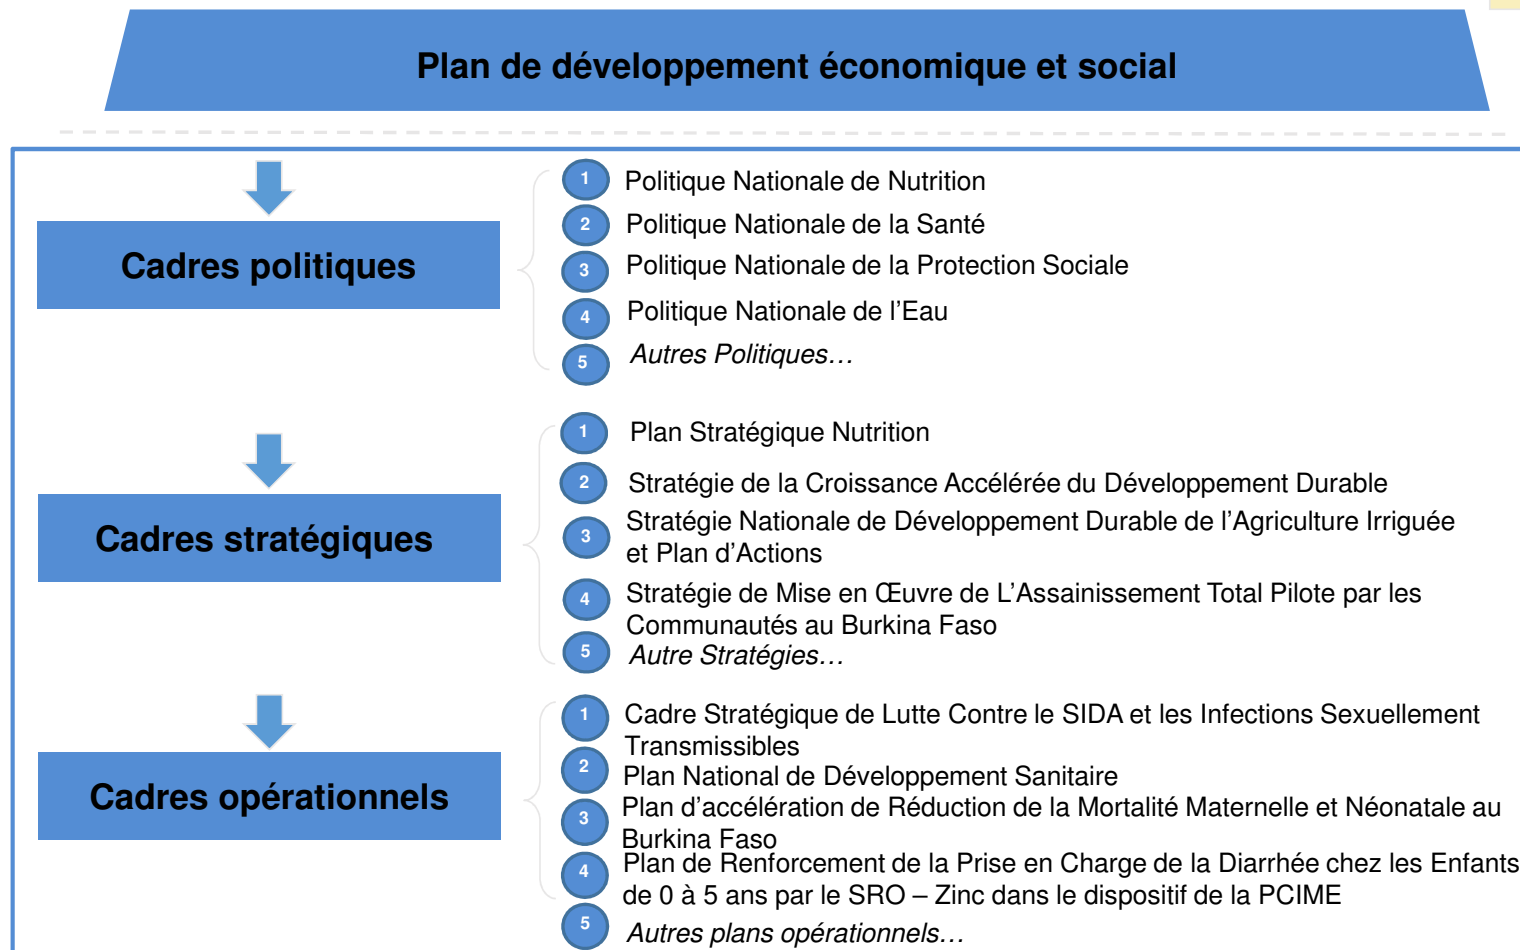 Plan de développement économique et social
Cadres politiques
1 Politique Nationale de Nutrition
2 Politique Nationale de la Santé
3 Politique Nationale de la Protection Sociale
4 Politique Nationale de l’Eau
5 Autres Politiques…
Cadres stratégiques
1 Plan Stratégique Nutrition
2 Stratégie de la Croissance Accélérée du Développement Durable
3 Stratégie Nationale de Développement Durable de l’Agriculture Irriguée
et Plan d’Actions
4 Stratégie de Mise en Œuvre de L’Assainissement Total Pilote par les
Communautés au Burkina Faso
5 Autre Stratégies…
Cadres opérationnels
1 Cadre Stratégique de Lutte Contre le SIDA et les Infections Sexuellement
Transmissibles
2 Plan National de Développement Sanitaire
3 Plan d’accélération de Réduction de la Mortalité Maternelle et Néonatale au
Burkina Faso
4 Plan de Renforcement de la Prise en Charge de la Diarrhée chez les Enfants
de 0 à 5 ans par le SRO – Zinc dans le dispositif de la PCIME
5 Autres plans opérationnels…